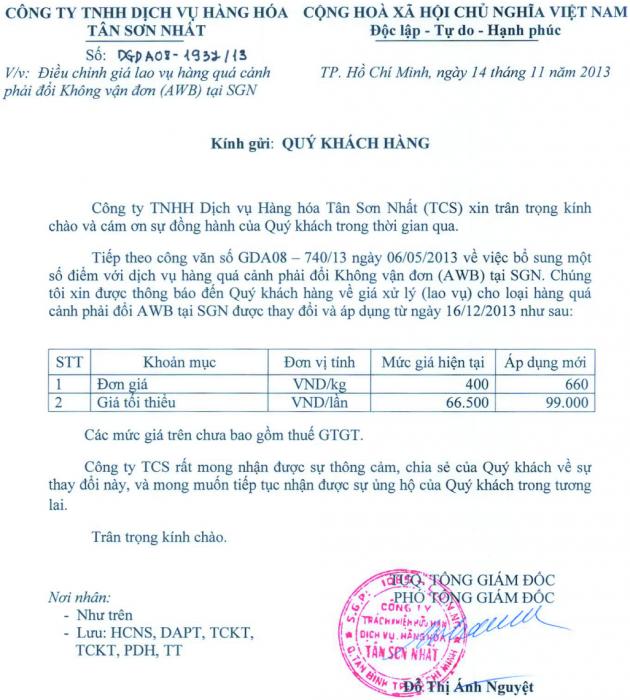 CÔNG TY TNHH DỊCH VỤ HÀNG HÓA
TÂN SƠN NHẤT
Số: DGDA08-1937/13
V/v: Điều chỉnh giá lao vụ hàng quá cảnh
phải đổi Không vận đơn (AWB) tại SGN
CỘNG HOÀ XÃ HỘI CHỦ NGHĨA VIỆT NAM
Độc lập - Tự do - Hạnh phúc
TP. Hồ Chí Minh, ngày 14 tháng 11 năm 2013
Kính gửi: QUÝ KHÁCH HÀNG
Công ty TNHH Dịch vụ Hàng hóa Tân Sơn Nhất (TCS) xin trân trọng kính
chào và cám ơn sự đồng hành của Quý khách trong thời gian qua.
Tiếp theo công văn số GDA08 – 740/13 ngày 06/05/2013 về việc bổ sung một
số điểm với dịch vụ hàng quá cảnh phải đổi Không vận đơn (AWB) tại SGN. Chúng
tôi xin được thông báo đến Quý khách hàng về giá xử lý (lao vụ) cho loại hàng quá
cảnh phải đổi AWB tại SGN được thay đổi và áp dụng từ ngày 16/12/2013 như sau:
STT Khoản mục Đơn vị tính Mức giá hiện tại Áp dụng mới
1 Đơn giá VND/kg 400 660
2 Giá tối thiểu VND/lần 66.500 99.000
Các mức giá trên chưa bao gồm thuế GTGT.
Công ty TCS rất mong nhận được sự thông cảm, chia sẻ của Quý khách về sự
thay đổi này, và mong muốn tiếp tục nhận được sự ủng hộ của Quý khách trong tương
lai.
Trân trọng kính chào.
TUQ. TỔNG GIÁM ĐỐC
PHÓ TỔNG GIÁM ĐỐC
Nơi nhân:
- Như trên
- Lưu: HCNS, DAPT, TCKT,
TCKT, PDH, TT
CÔNG TY
TRÁCH NHIỆM HỮU HẠN
DỊCH VỤ HÀNG HÓA
TÂN SƠN NHẤT
Q.TÂN BÌNH T.P HỒ CHÍ MINH
Đỗ Thị Ánh Nguyệt